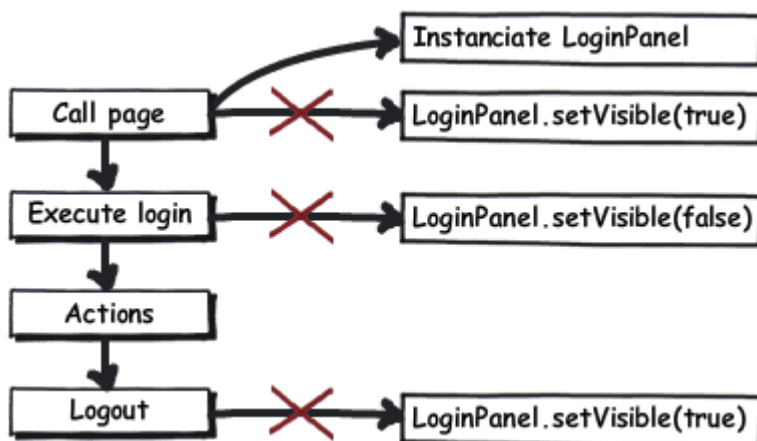 Instanciate LoginPanel
Call page
LoginPanel.setVisible(true)
Execute login
LoginPanel.setVisible(false)
Actions
Logout
LoginPanel.setVisible(true)